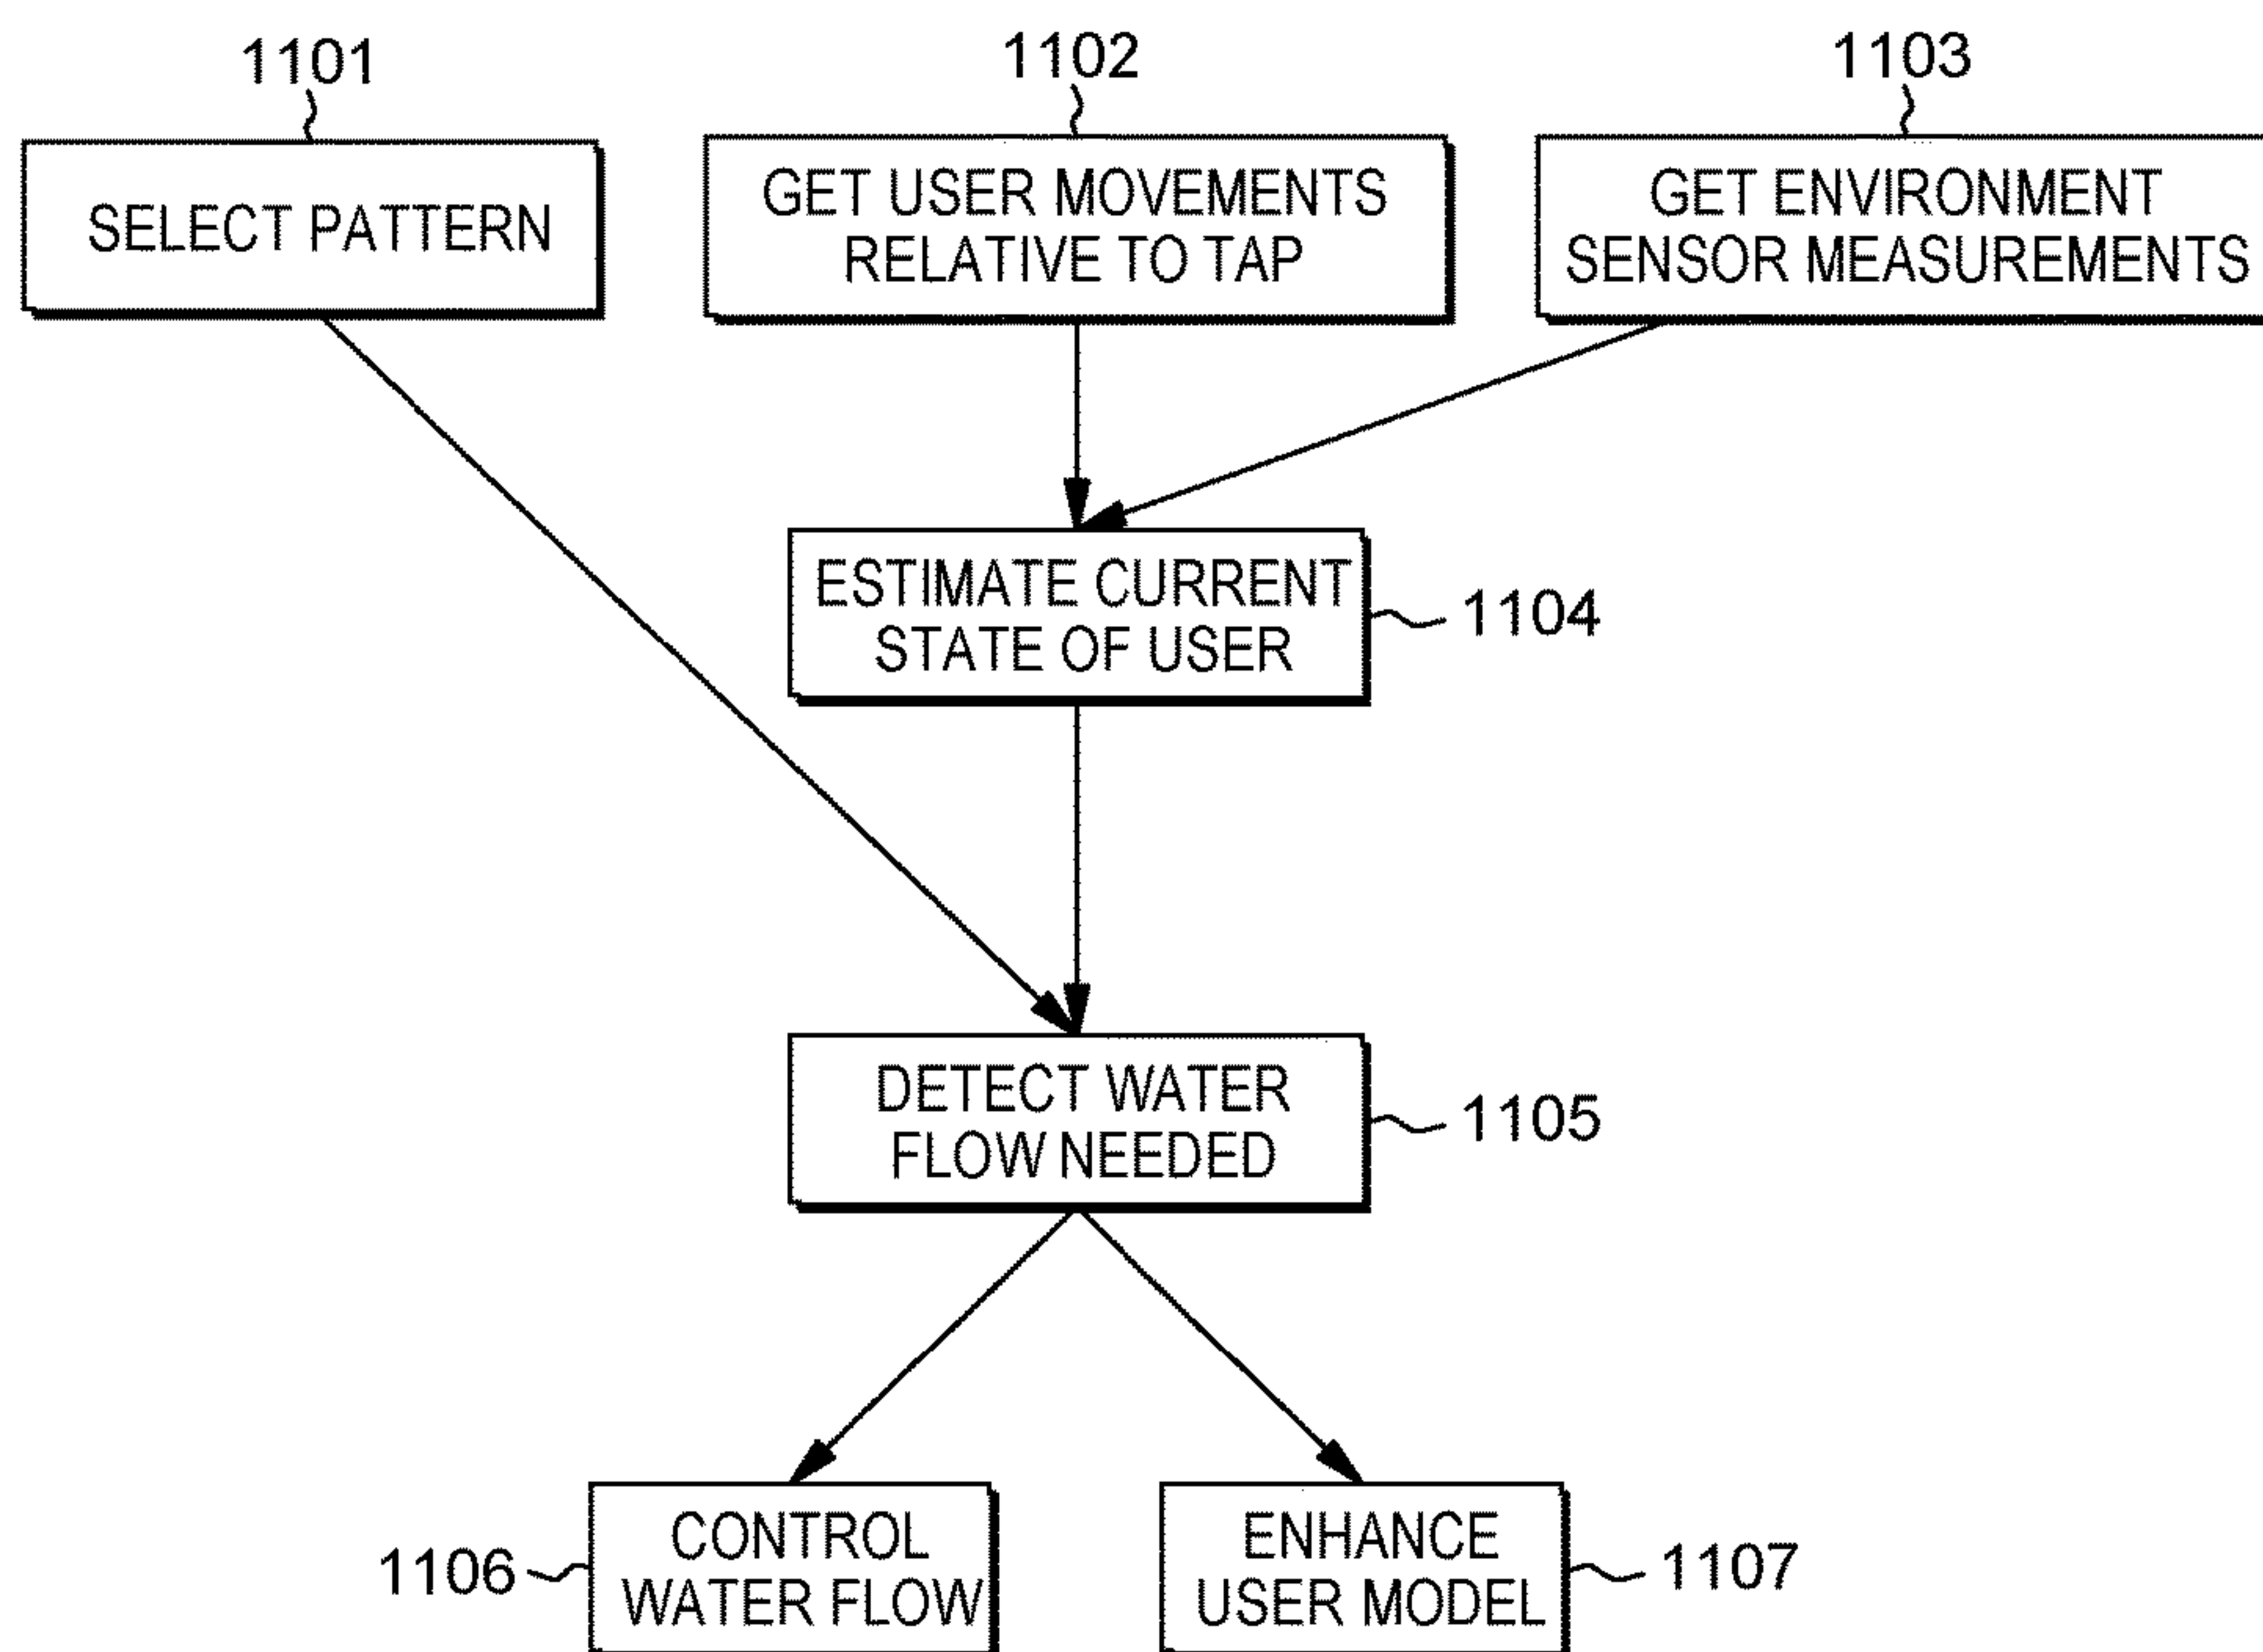 1101
1102
1103
SELECT PATTERN
GET USER MOVEMENTS
RELATIVE TO TAP
GET ENVIRONMENT
SENSOR MEASUREMENTS
ESTIMATE CURRENT
STATE OF USER
1104
DETECT WATER
FLOW NEEDED
1105
1106
CONTROL
WATER FLOW
ENHANCE
USER MODEL
1107